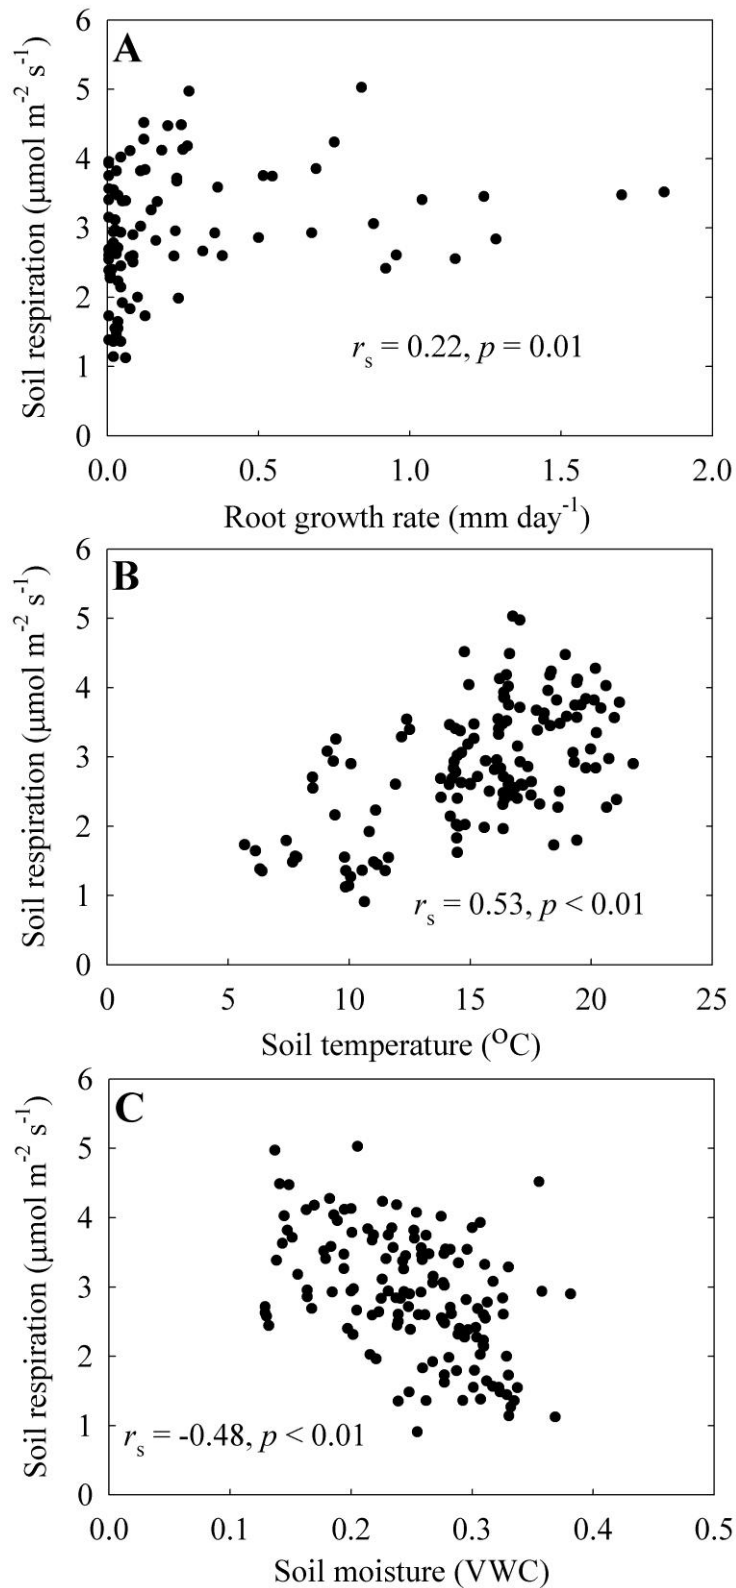 A
6
5
4
3
2
1
0
Soil respiration (µmol m-2 s-1)
rs = 0.22, p = 0.01
0.0 0.5 1.0 1.5 2.0
Root growth rate (mm day-1)
B
6
5
4
3
2
1
0
Soil respiration (µmol m-2 s-1)
rs = 0.53, p < 0.01
0 5 10 15 20 25
Soil temperature (OC)
C
6
5
4
3
2
1
0
Soil respiration (µmol m-2 s-1)
rs = -0.48, p < 0.01
0.0 0.1 0.2 0.3 0.4 0.5
Soil moisture (VWC)